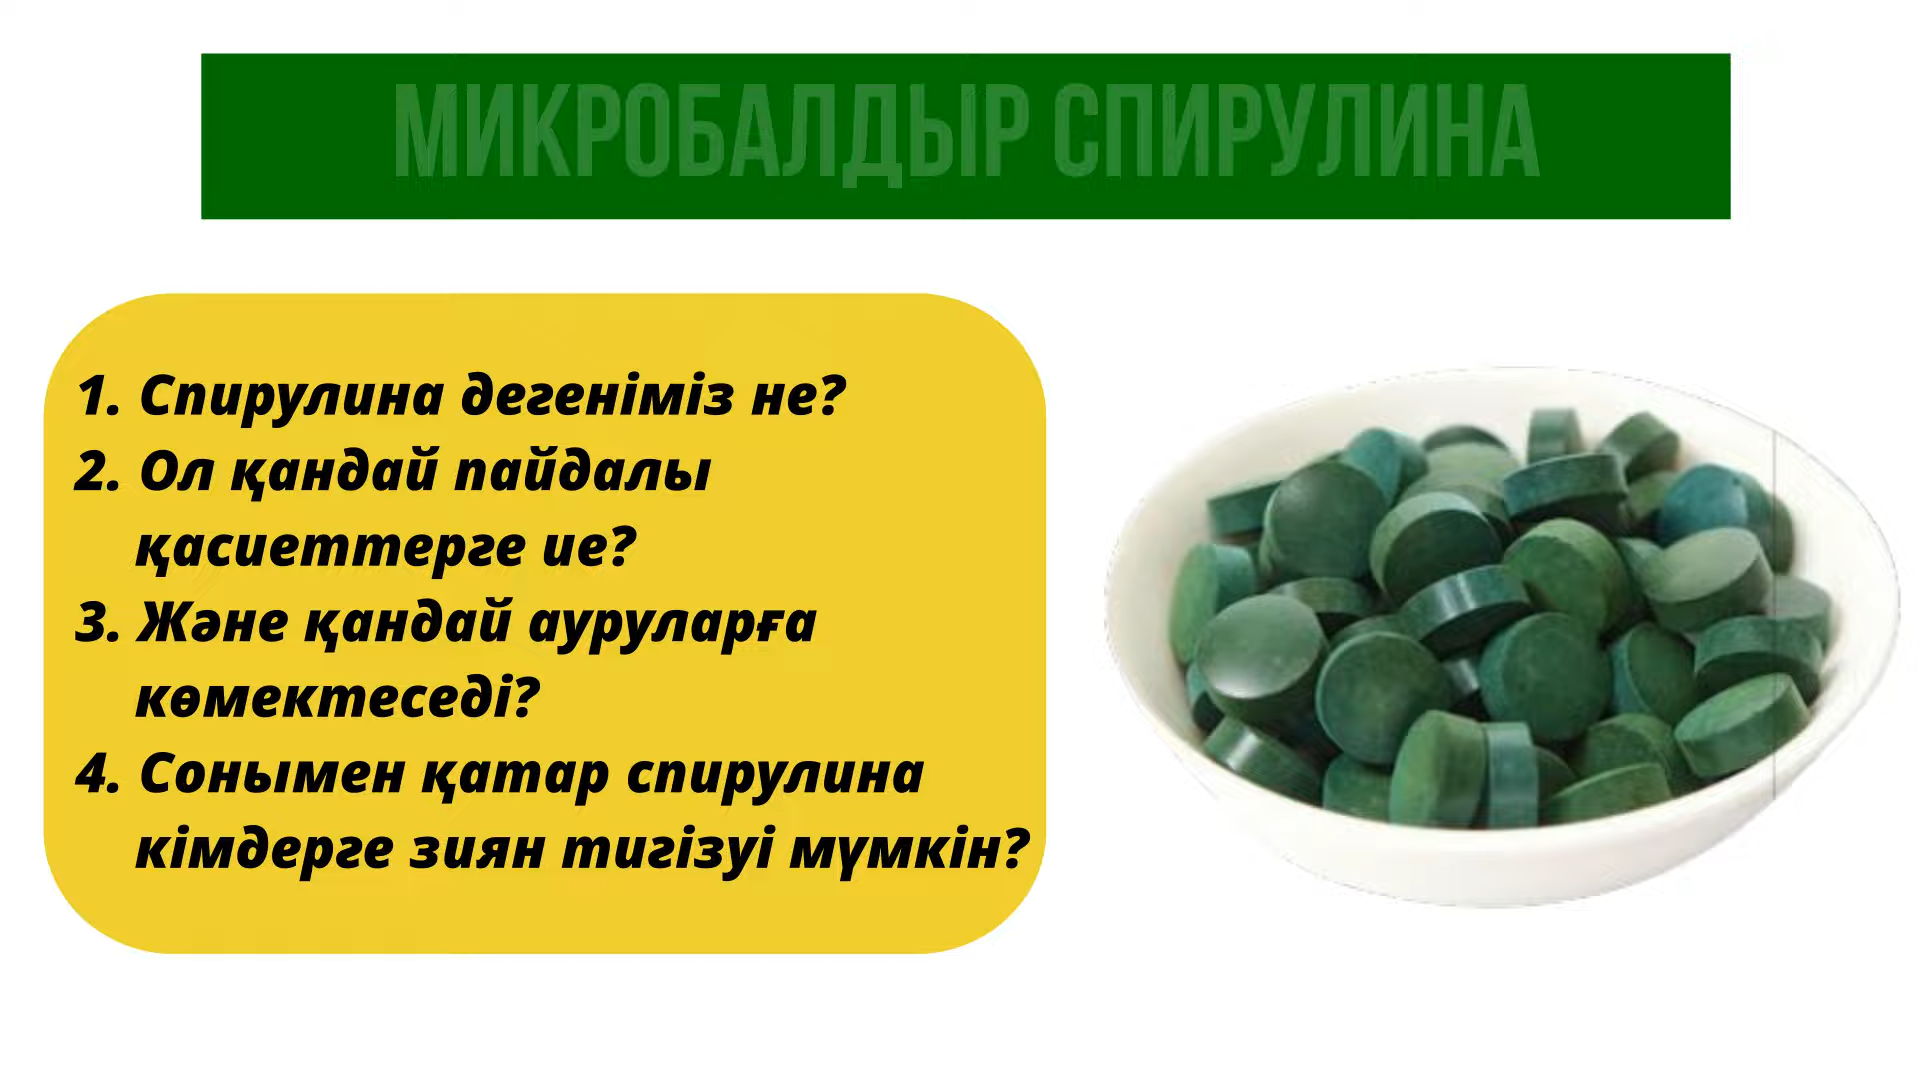 МИКРОБАЛДЫР СПИРУЛИНА
1. Спирулина дегеніміз не?
2. Ол қандай пайдалы
қасиеттерге ие?
3. Және қандай ауруларға
көмектеседі?
4. Сонымен қатар спирулина
кімдерге зиян тигізуі мүмкін?